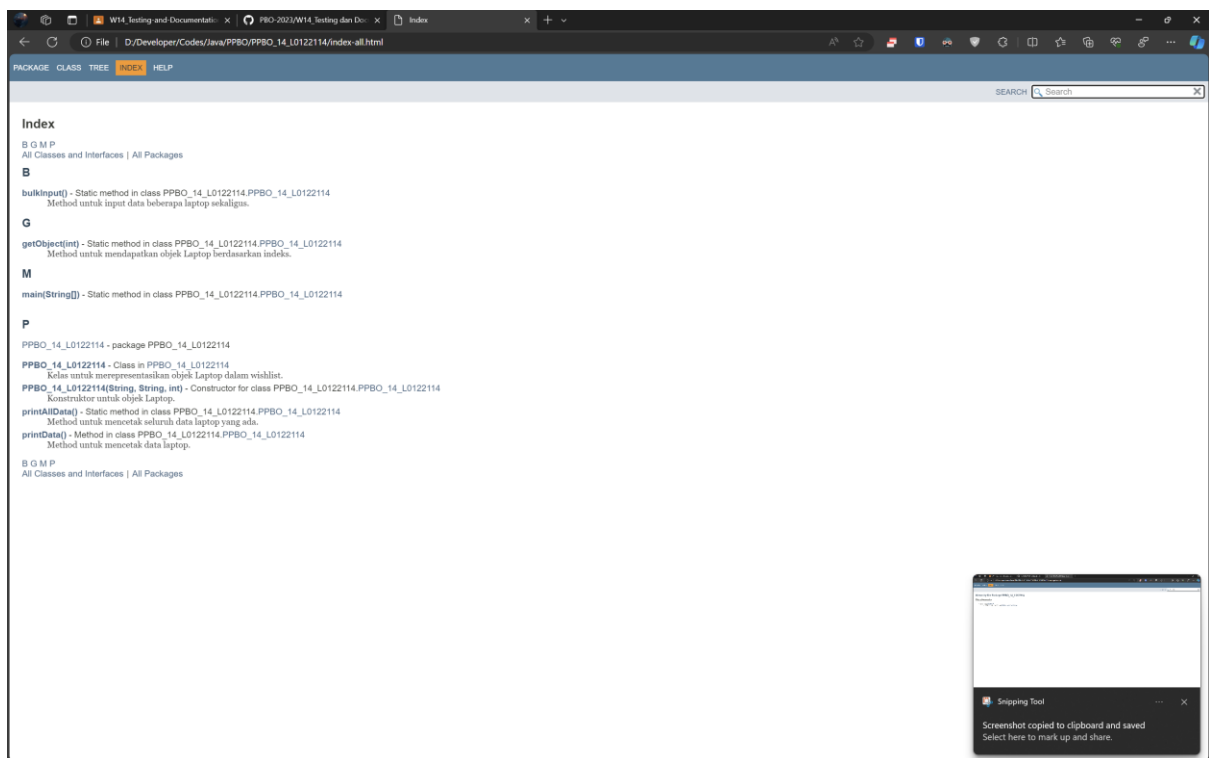 W14_Testing-and-Documentatio
PBO-2023/W14_Testing dan Doc
Index
File
D:/Developer/Codes/Java/PPBO/PPBO_14_L0122114/index-all.html
PACKAGE CLASS TREE INDEX HELP
SEARCH Search
Index
B G M P
All Classes and Interfaces | All Packages
B
bulkInput() - Static method in class PPBO_14_L0122114.PPBO_14_L0122114
Method untuk input data beberapa laptop sekaligus.
G
getObject(int) - Static method in class PPBO_14_L0122114.PPBO_14_L0122114
Method untuk mendapatkan objek Laptop berdasarkan indeks.
M
main(String[]) - Static method in class PPBO_14_L0122114.PPBO_14_L0122114
P
PPBO_14_L0122114 - package PPBO_14_L0122114
PPBO_14_L0122114 - Class in PPBO_14_L0122114
Kelas untuk merepresentasikan objek Laptop dalam wishlist.
PPBO_14_L0122114(String, String, int) - Constructor for class PPBO_14_L0122114.PPBO_14_L0122114
Konstruktor untuk objek Laptop.
printAllData() - Static method in class PPBO_14_L0122114.PPBO_14_L0122114
Method untuk mencetak seluruh data laptop yang ada.
printData() - Method in class PPBO_14_L0122114.PPBO_14_L0122114
Method untuk mencetak data laptop.
B G M P
All Classes and Interfaces | All Packages
Snipping Tool
Screenshot copied to clipboard and saved
Select here to mark up and share.